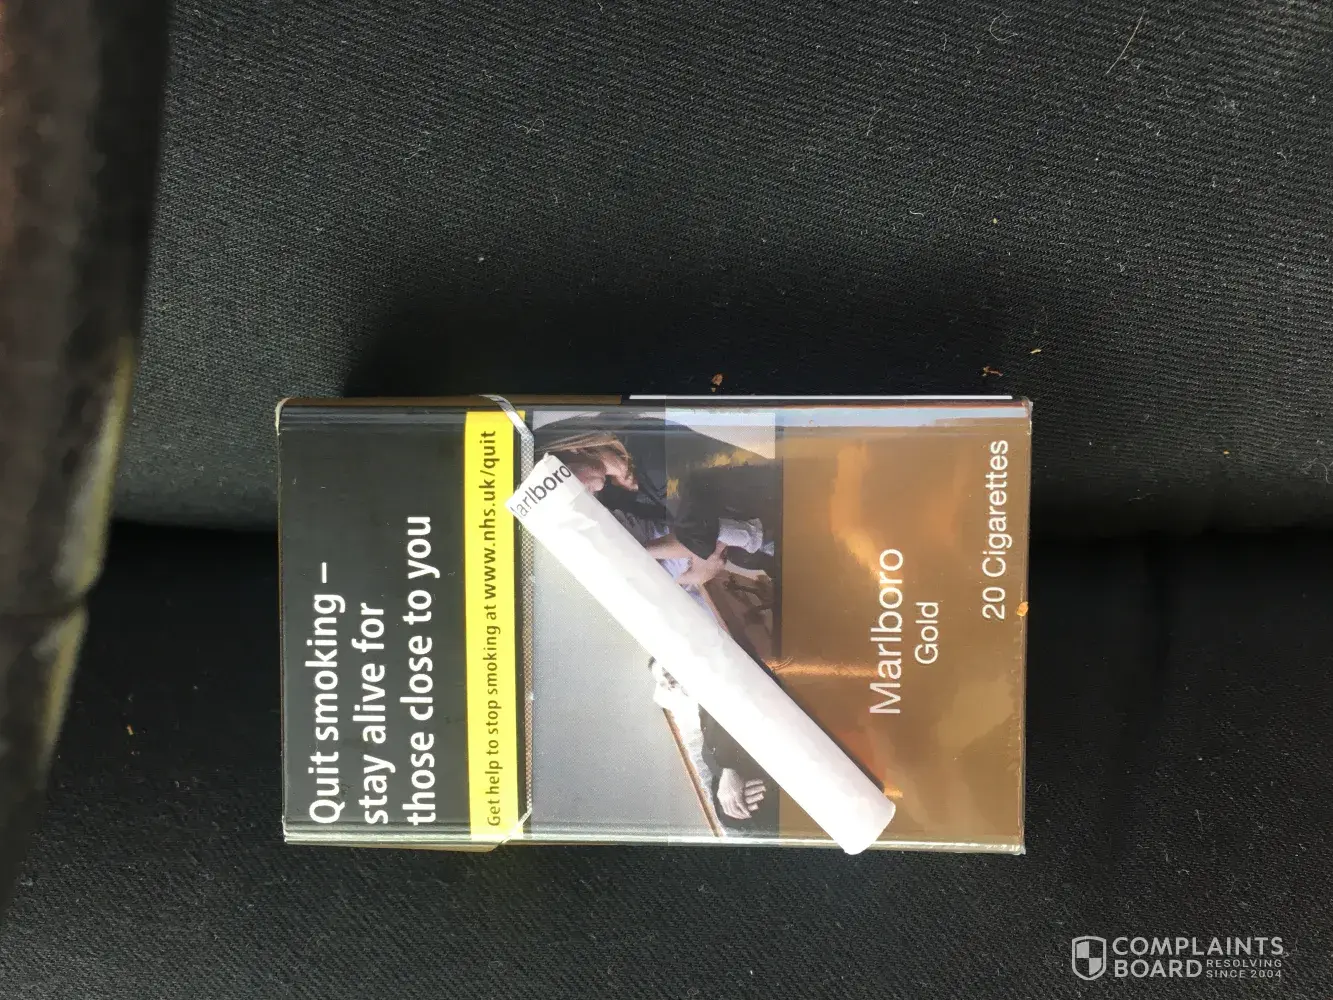 Quit smoking –
stay alive for
those close to you
Get help to stop smoking at www.nhs.uk/quit
arlboro
Marlboro
Gold
20 Cigarettes
COMPLAINTS
BOARD RESOLVING
SINCE 2004